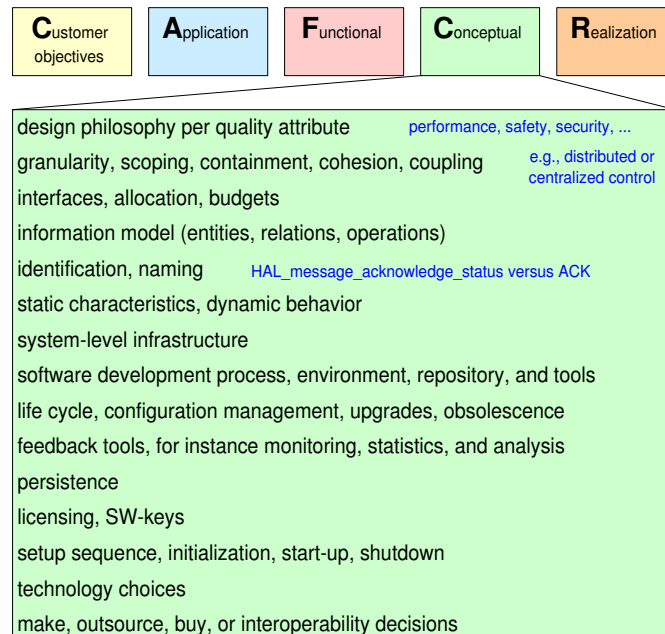 Customer objectives
Application
Functional
Conceptual
Realization
design philosophy per quality attribute performance, safety, security, ...
granularity, scoping, containment, cohesion, coupling e.g., distributed or centralized control
interfaces, allocation, budgets
information model (entities, relations, operations)
identification, naming HAL_message_acknowledge_status versus ACK
static characteristics, dynamic behavior
system-level infrastructure
software development process, environment, repository, and tools
life cycle, configuration management, upgrades, obsolescence
feedback tools, for instance monitoring, statistics, and analysis
persistence
licensing, SW-keys
setup sequence, initialization, start-up, shutdown
technology choices
make, outsource, buy, or interoperability decisions